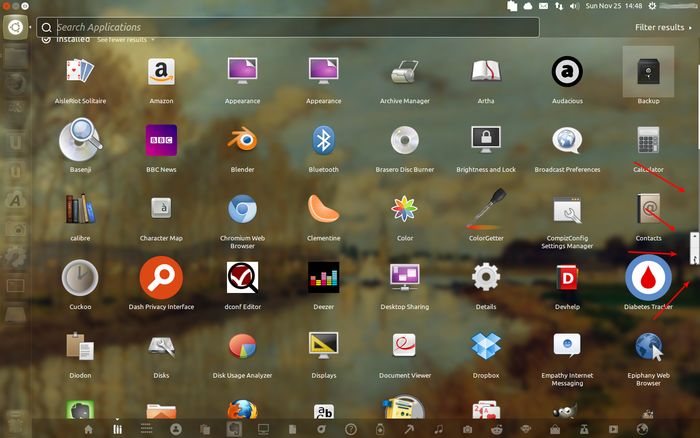 Sun Nov 25 14:48
Search Applications
Filter results
Installed See fewer results
AisleRiot Solitaire
Amazon
Appearance
Appearance
Archive Manager
Artha
Audacious
Backup
Basenji
BBC
BBC News
Blender
Bluetooth
Brasero Disc Burner
Brightness and Lock
Broadcast Preferences
Calculator
calibre
Character Map
Chromium Web
Browser
Clementine
Color
ColorGetter
CompizConfig
Settings Manager
Contacts
Cuckoo
Dash Privacy Interface
dconf Editor
Deezer
Desktop Sharing
Details
Devhelp
Diabetes Tracker
Diodon
Disks
Disk Usage Analyzer
Displays
Document Viewer
Dropbox
Empathy Internet
Messaging
Epiphany Web
Browser